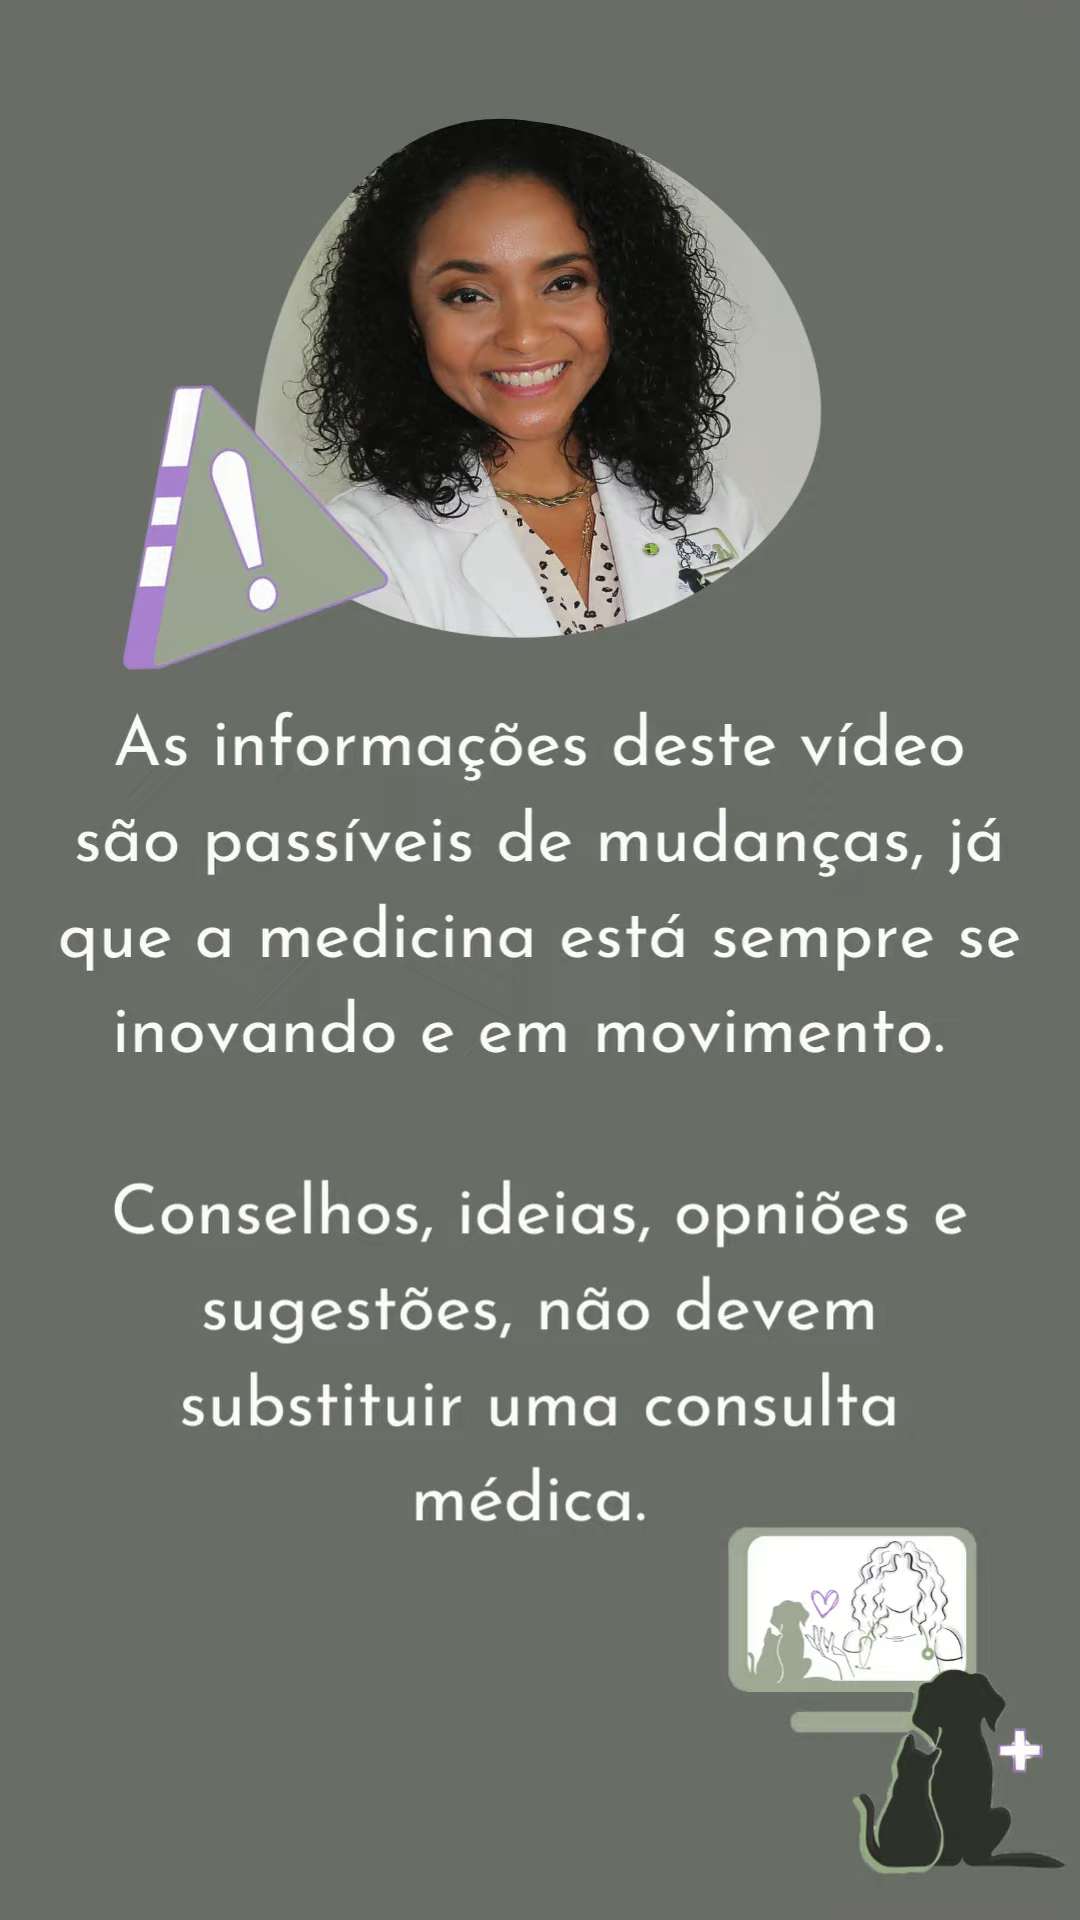 As informações deste vídeo
são passíveis de mudanças, já
que a medicina está sempre se
inovando e em movimento.
Conselhos, ideias, opniões e
sugestões, não devem
substituir uma consulta
médica.